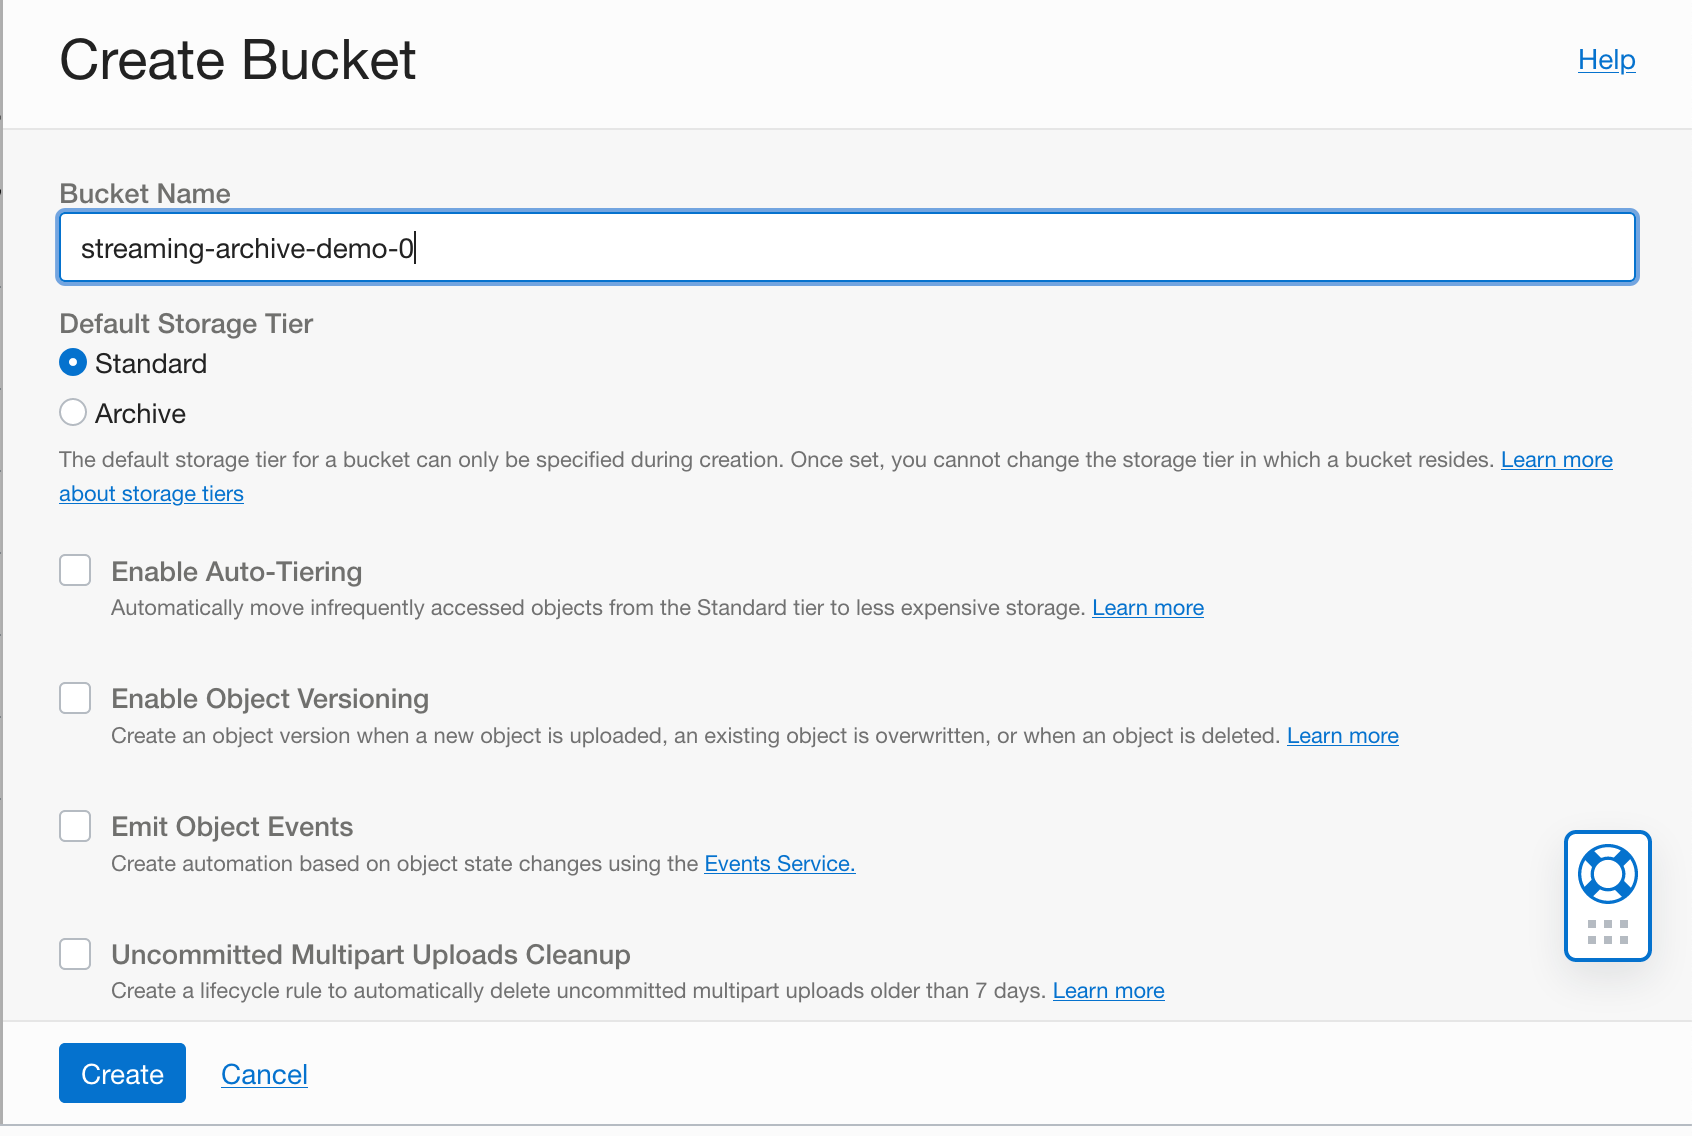 Create Bucket
Help
Bucket Name
streaming-archive-demo-0
Default Storage Tier
Standard
Archive
The default storage tier for a bucket can only be specified during creation. Once set, you cannot change the storage tier in which a bucket resides. Learn more
about storage tiers
Enable Auto-Tiering
Automatically move infrequently accessed objects from the Standard tier to less expensive storage. Learn more
Enable Object Versioning
Create an object version when a new object is uploaded, an existing object is overwritten, or when an object is deleted. Learn more
Emit Object Events
Create automation based on object state changes using the Events Service.
Uncommitted Multipart Uploads Cleanup
Create a lifecycle rule to automatically delete uncommitted multipart uploads older than 7 days. Learn more
Create
Cancel